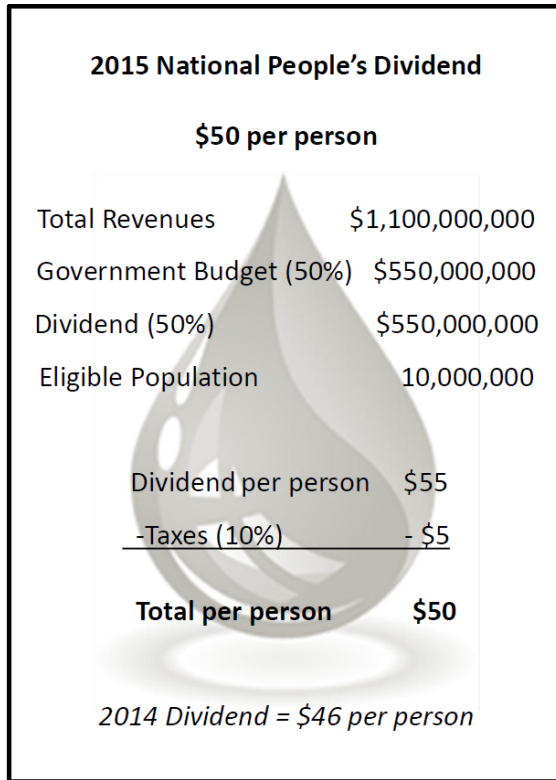 2015 National People's Dividend
$50 per person
Total Revenues $1,100,000,000
Government Budget (50%) $550,000,000
Dividend (50%) $550,000,000
Eligible Population 10,000,000
Dividend per person $55
-Taxes (10%) - $5
Total per person $50
2014 Dividend = $46 per person